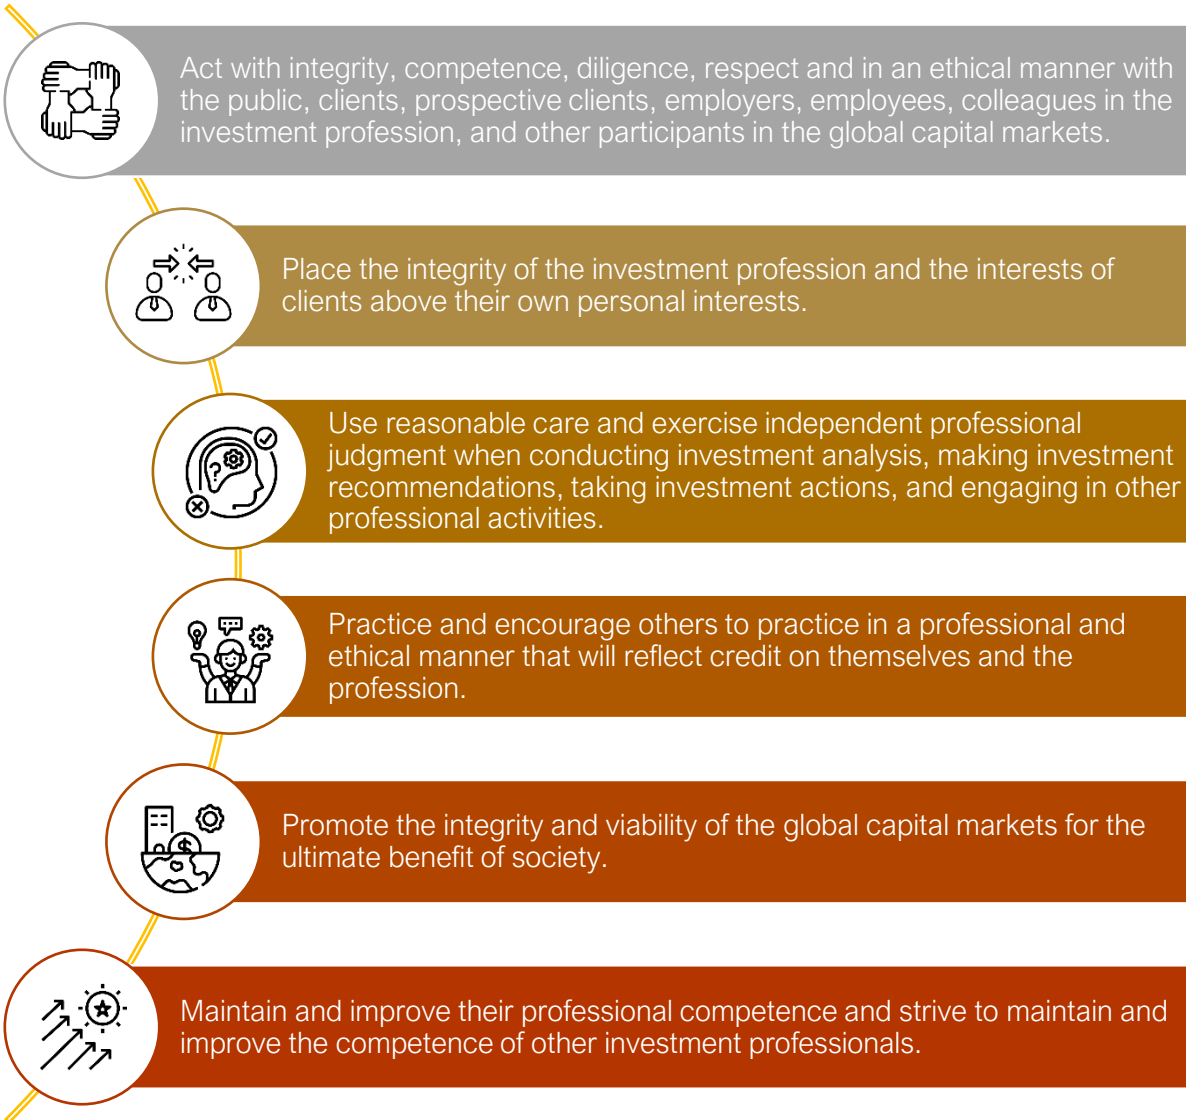 Act with integrity, competence, diligence, respect and in an ethical manner with
the public, clients, prospective clients, employers, employees, colleagues in the
investment profession, and other participants in the global capital markets.
Place the integrity of the investment profession and the interests of
clients above their own personal interests.
Use reasonable care and exercise independent professional
judgment when conducting investment analysis, making investment
recommendations, taking investment actions, and engaging in other
professional activities.
Practice and encourage others to practice in a professional and
ethical manner that will reflect credit on themselves and the
profession.
Promote the integrity and viability of the global capital markets for the
ultimate benefit of society.
Maintain and improve their professional competence and strive to maintain and
improve the competence of other investment professionals.